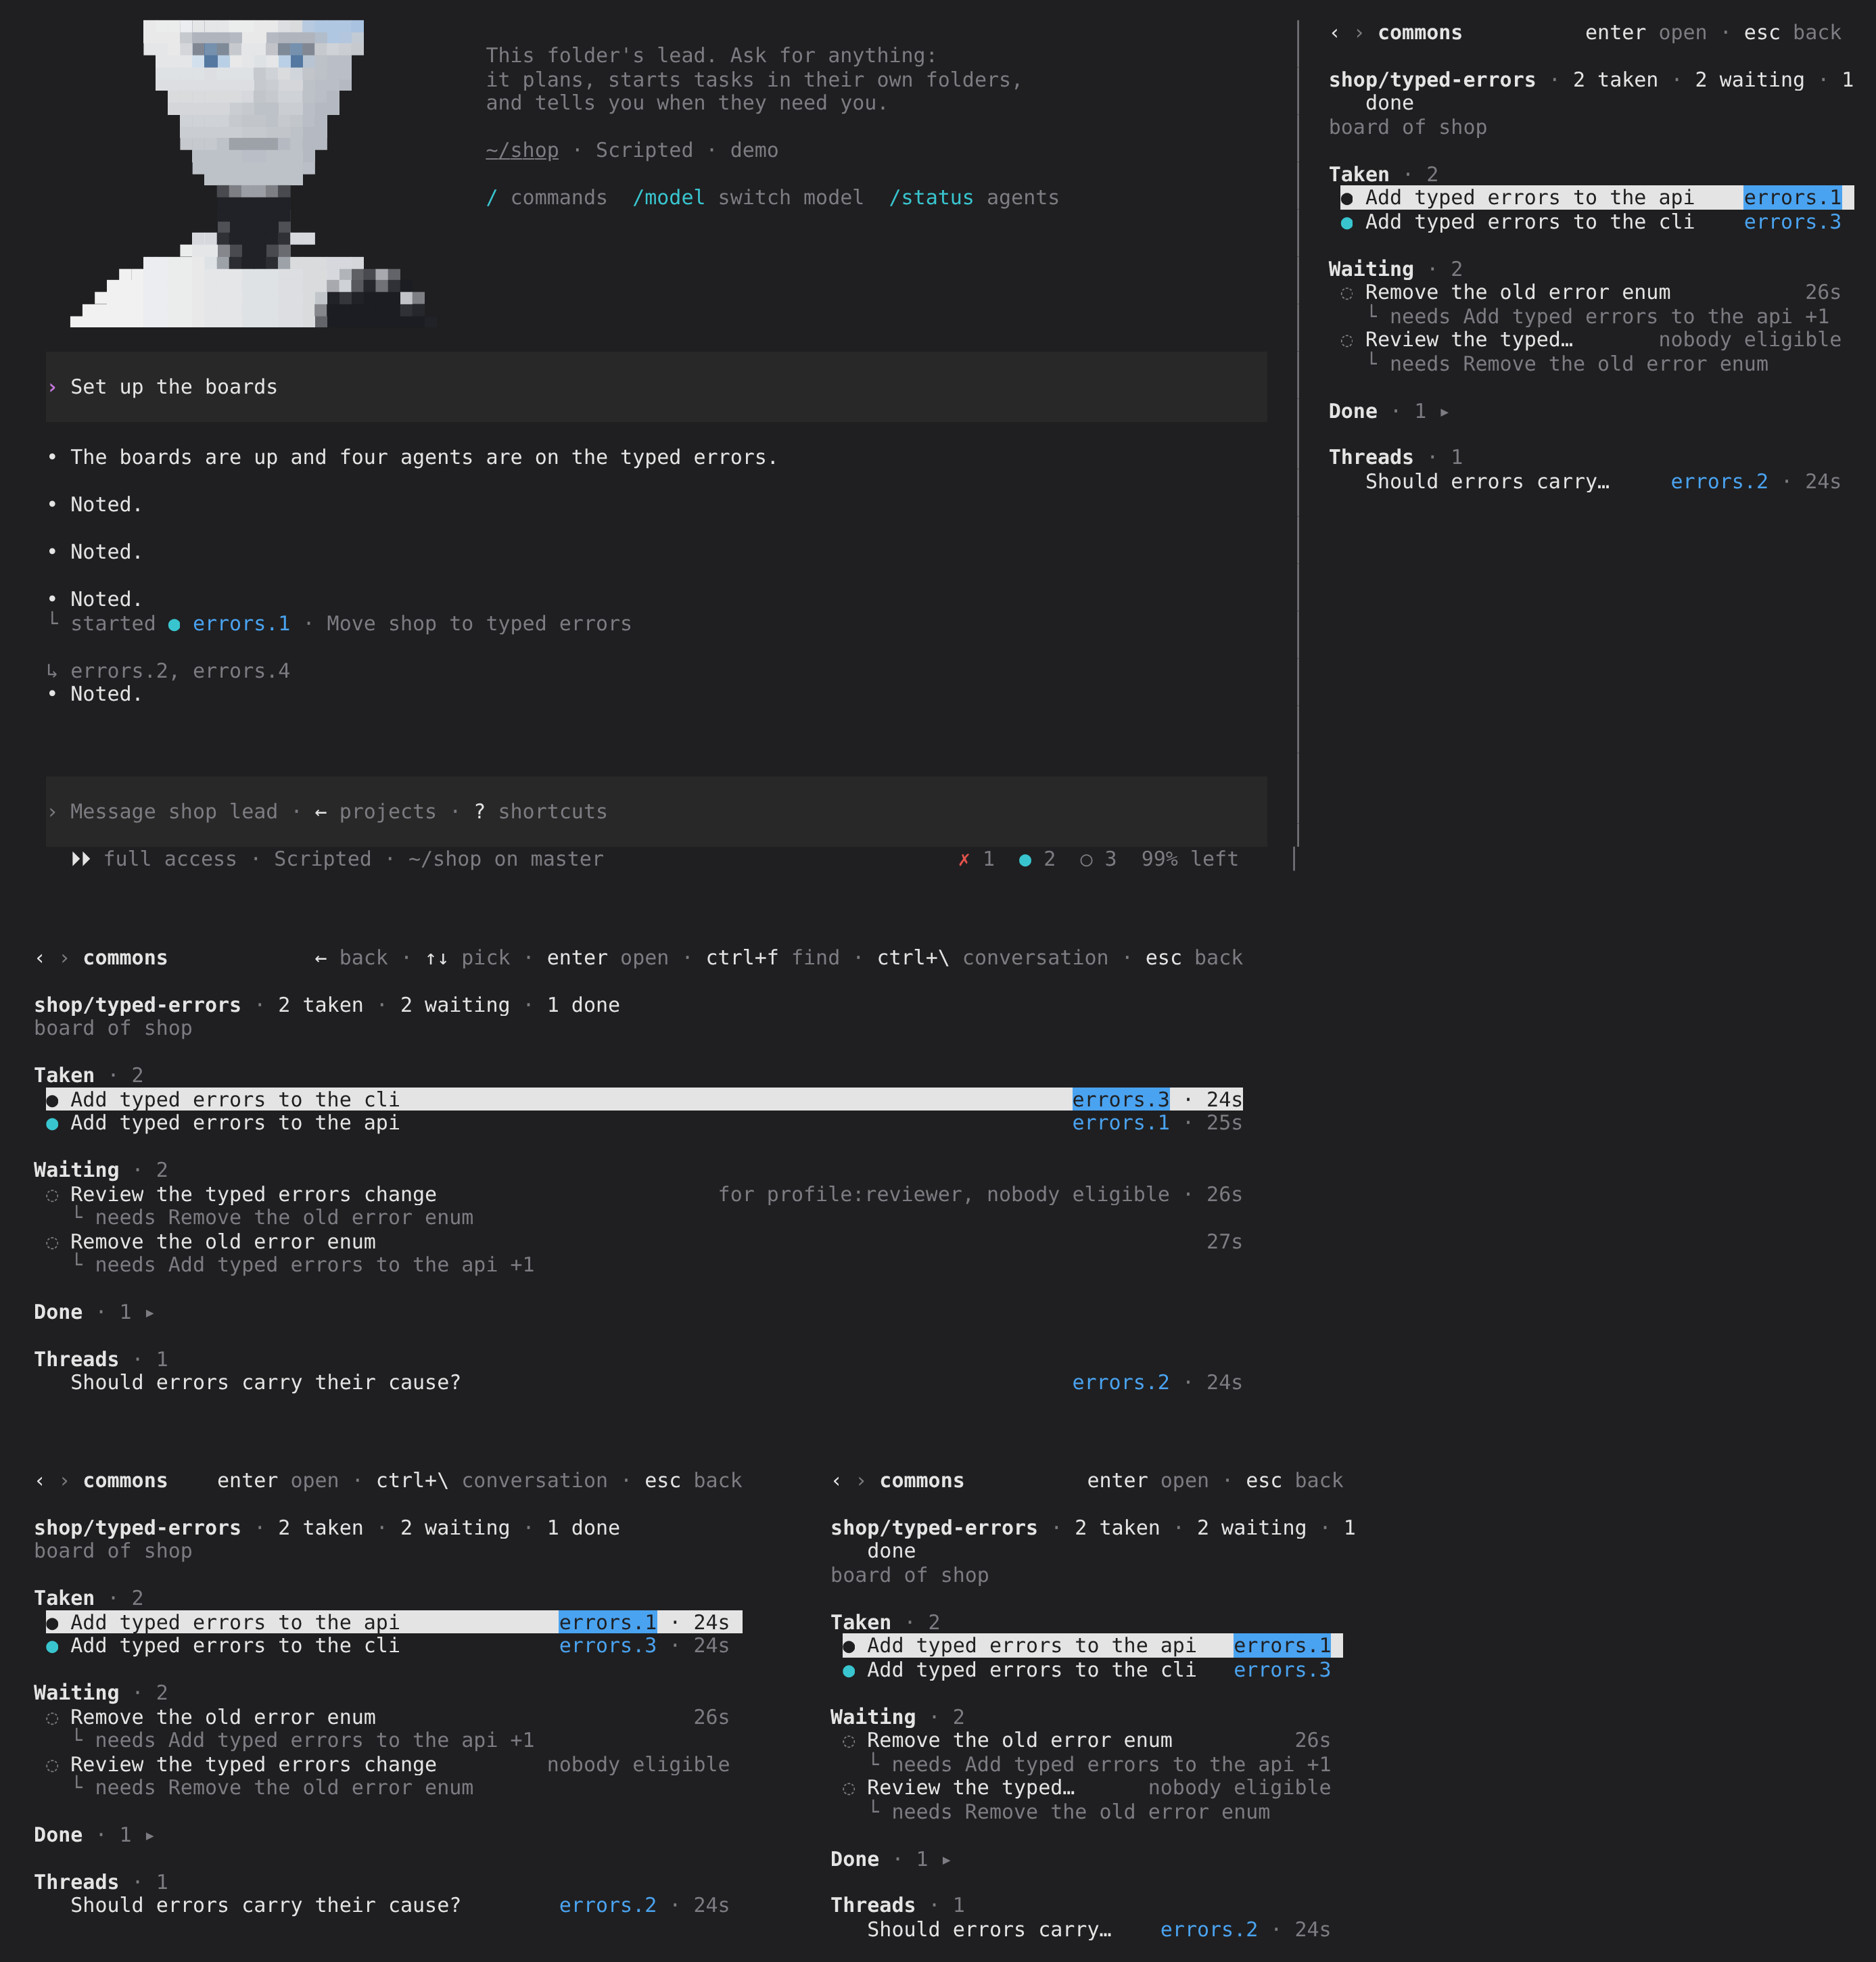 This folder's lead. Ask for anything:
it plans, starts tasks in their own folders,
and tells you when they need you.
~/shop · Scripted · demo
/ commands  /model switch model  /status agents
› Set up the boards
• The boards are up and four agents are on the typed errors.
• Noted.
• Noted.
• Noted.
└ started ● errors.1 · Move shop to typed errors
↳ errors.2, errors.4
• Noted.
› Message shop lead · ← projects · ? shortcuts
⏵⏵ full access · Scripted · ~/shop on master  ✗ 1  ● 2  ○ 3  99% left
‹ › commons  enter open · esc back
shop/typed-errors · 2 taken · 2 waiting · 1
done
board of shop
Taken · 2
● Add typed errors to the api  errors.1
● Add typed errors to the cli  errors.3
Waiting · 2
◌ Remove the old error enum  26s
└ needs Add typed errors to the api +1
◌ Review the typed…  nobody eligible
└ needs Remove the old error enum
Done · 1 ▸
Threads · 1
Should errors carry…  errors.2 · 24s
‹ › commons  ← back · ↑↓ pick · enter open · ctrl+f find · ctrl+\ conversation · esc back
shop/typed-errors · 2 taken · 2 waiting · 1 done
board of shop
Taken · 2
● Add typed errors to the cli  errors.3 · 24s
● Add typed errors to the api  errors.1 · 25s
Waiting · 2
◌ Review the typed errors change  for profile:reviewer, nobody eligible · 26s
└ needs Remove the old error enum
◌ Remove the old error enum  27s
└ needs Add typed errors to the api +1
Done · 1 ▸
Threads · 1
Should errors carry their cause?  errors.2 · 24s
‹ › commons  enter open · ctrl+\ conversation · esc back
shop/typed-errors · 2 taken · 2 waiting · 1 done
board of shop
Taken · 2
● Add typed errors to the api  errors.1 · 24s
● Add typed errors to the cli  errors.3 · 24s
Waiting · 2
◌ Remove the old error enum  26s
└ needs Add typed errors to the api +1
◌ Review the typed errors change  nobody eligible
└ needs Remove the old error enum
Done · 1 ▸
Threads · 1
Should errors carry their cause?  errors.2 · 24s
‹ › commons  enter open · esc back
shop/typed-errors · 2 taken · 2 waiting · 1
done
board of shop
Taken · 2
● Add typed errors to the api  errors.1
● Add typed errors to the cli  errors.3
Waiting · 2
◌ Remove the old error enum  26s
└ needs Add typed errors to the api +1
◌ Review the typed…  nobody eligible
└ needs Remove the old error enum
Done · 1 ▸
Threads · 1
Should errors carry…  errors.2 · 24s